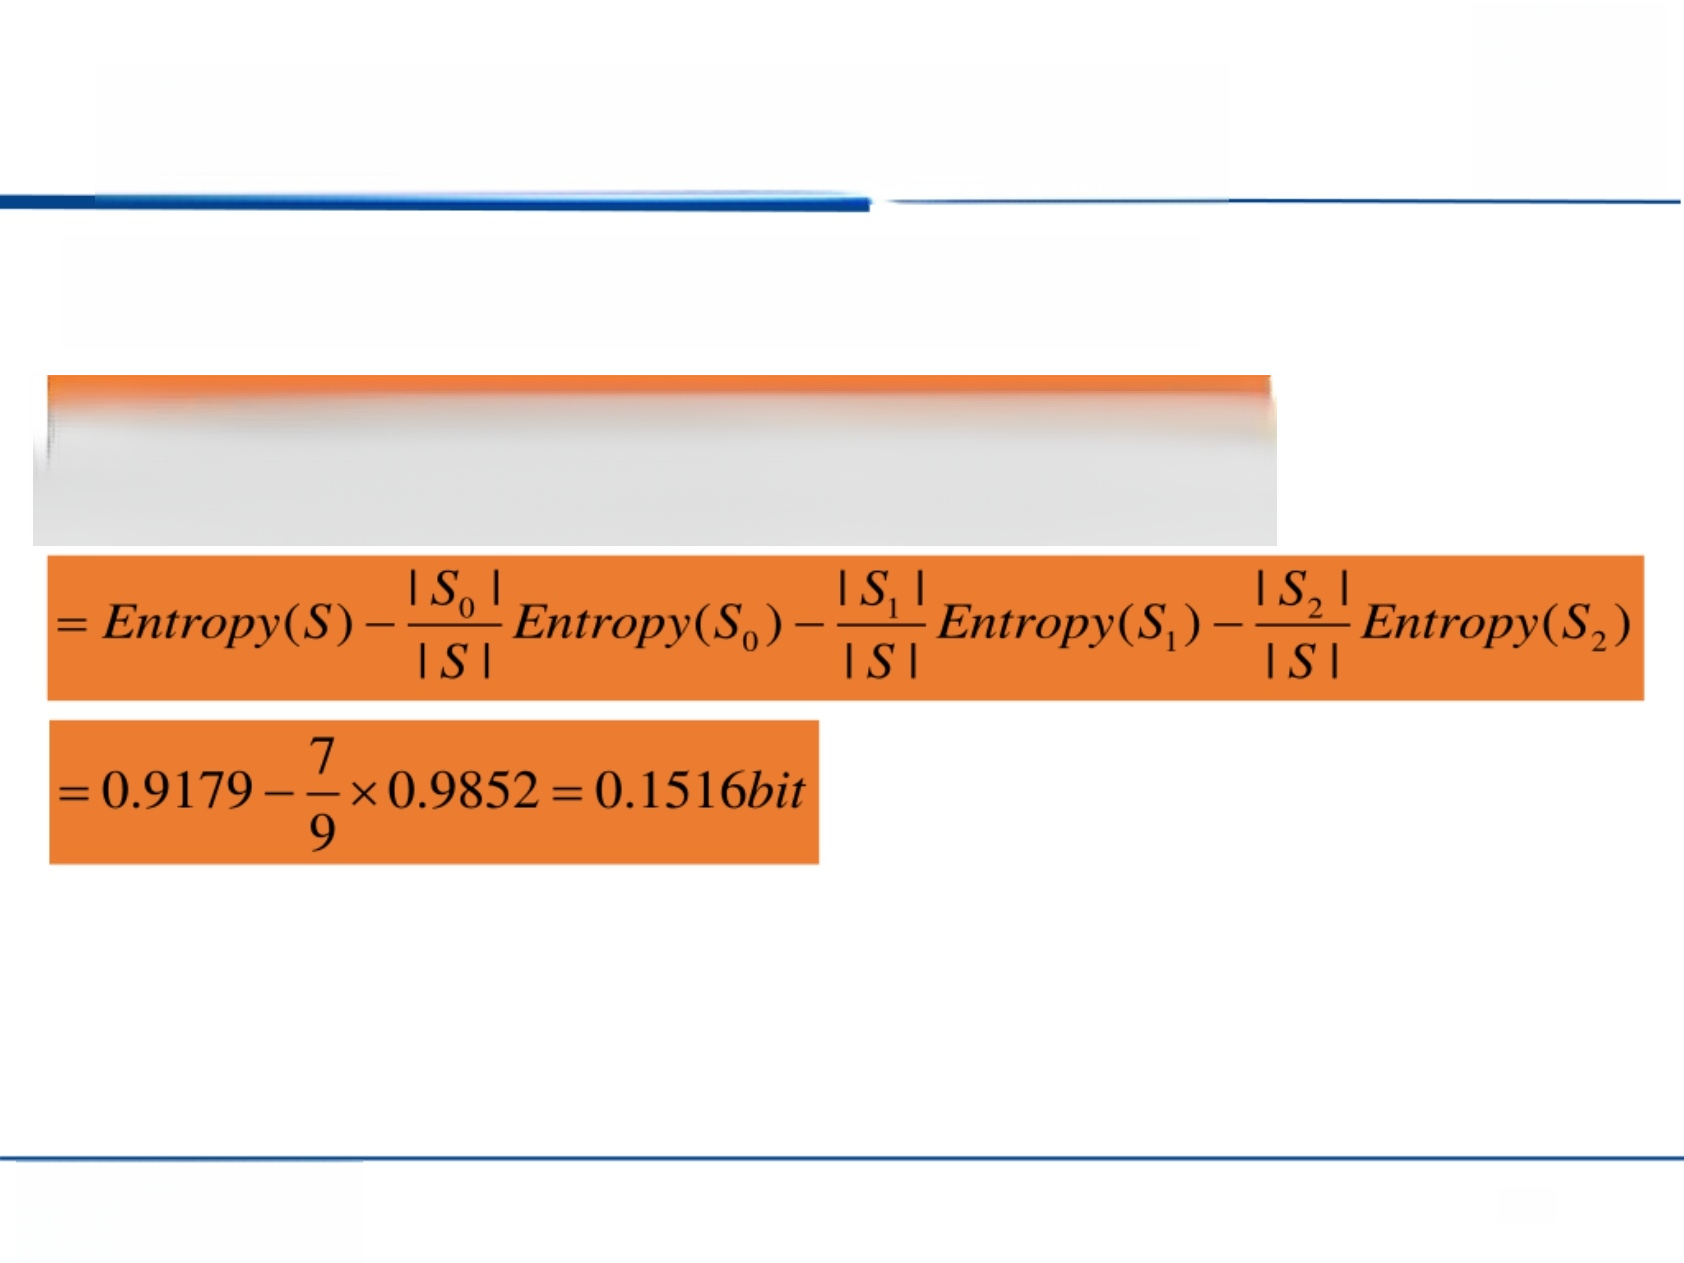 = Entropy(S) − |S₀|/|S| Entropy(S₀) − |S₁|/|S| Entropy(S₁) − |S₂|/|S| Entropy(S₂)
= 0.9179 − 7/9 × 0.9852 = 0.1516bit